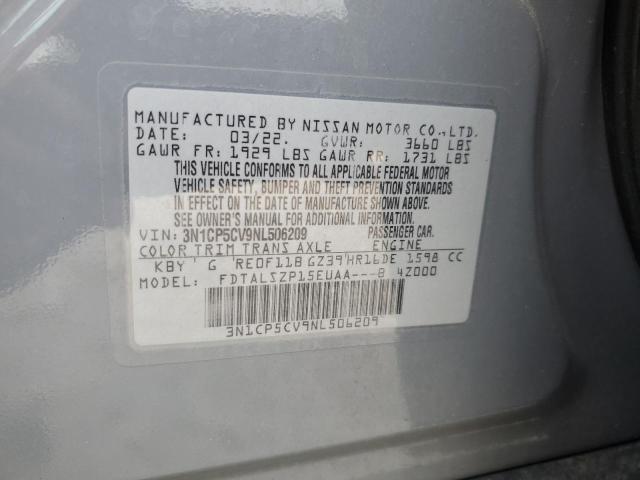 MANUFACTURED BY NISSAN MOTOR CO.,LTD.
DATE: 03/22. GVWR: 3660 LBS
GAWR FR: 1929 LBS GAWR RR: 1731 LBS
THIS VEHICLE CONFORMS TO ALL APPLICABLE FEDERAL MOTOR
VEHICLE SAFETY, BUMPER AND THEFT PREVENTION STANDARDS
IN EFFECT ON THE DATE OF MANUFACTURE SHOWN ABOVE.
SEE OWNER'S MANUAL FOR ADDITIONAL INFORMATION
VIN: 3N1CP5CV9NL506209 PASSENGER CAR.
COLOR TRIM TRANS AXLE ENGINE
KBY G RE0F11B GZ39 HR16DE 1598 CC
MODEL: FDTALSZP15EUAA---B 4Z000
3N1CP5CV9NL506209